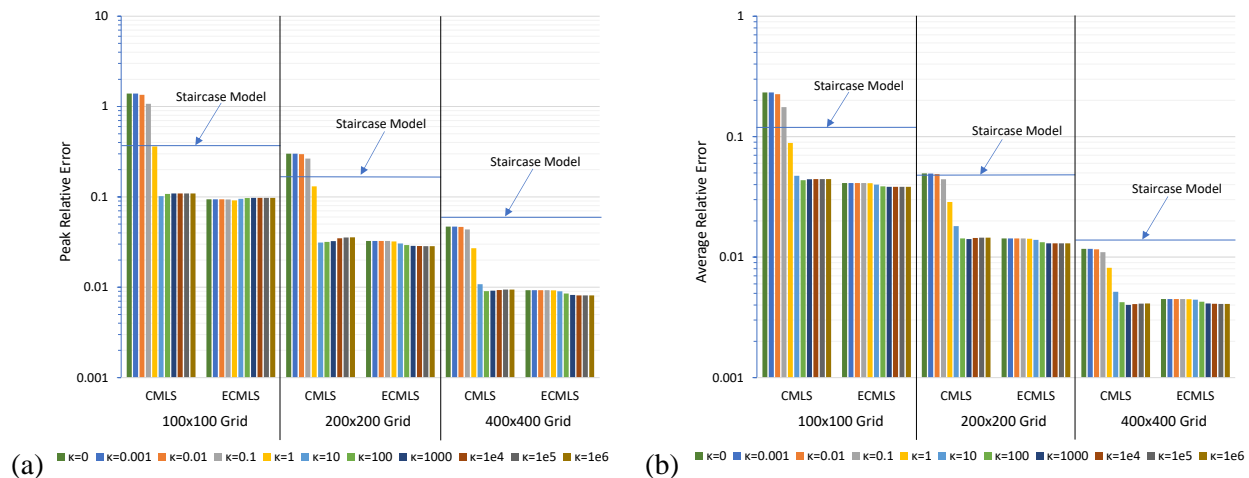 10
1
0.1
0.01
0.001
Peak Relative Error
Staircase Model
Staircase Model
Staircase Model
CMLS ECMLS CMLS ECMLS CMLS ECMLS
100x100 Grid 200x200 Grid 400x400 Grid
(a) κ=0 κ=0.001 κ=0.01 κ=0.1 κ=1 κ=10 κ=100 κ=1000 κ=1e4 κ=1e5 κ=1e6
1
0.1
0.01
0.001
Average Relative Error
Staircase Model
Staircase Model
Staircase Model
CMLS ECMLS CMLS ECMLS CMLS ECMLS
100x100 Grid 200x200 Grid 400x400 Grid
(b) κ=0 κ=0.001 κ=0.01 κ=0.1 κ=1 κ=10 κ=100 κ=1000 κ=1e4 κ=1e5 κ=1e6